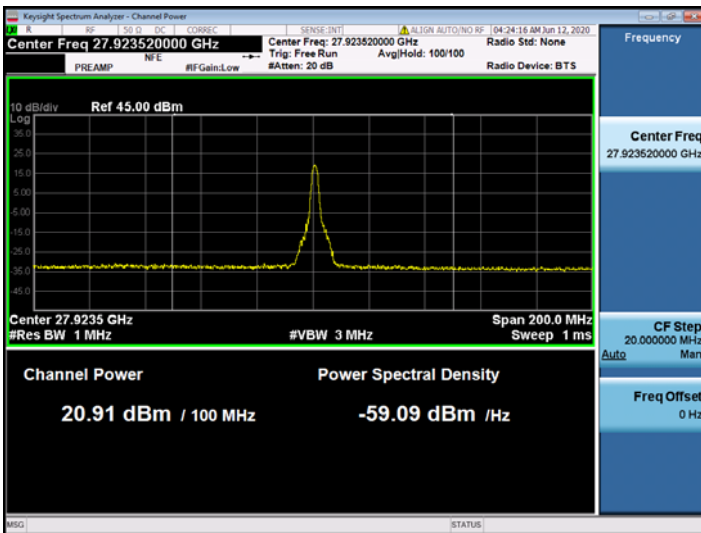 Keysight Spectrum Analyzer - Channel Power
R RF 50 Ω DC CORREC SENSE:INT ALIGN AUTO/NO RF 04:24:16 AM Jun 12, 2020
Center Freq 27.923520000 GHz
PREAMP NFE #IFGain:Low
Center Freq: 27.923520000 GHz
Trig: Free Run Avg|Hold: 100/100
#Atten: 20 dB
Radio Std: None
Radio Device: BTS
10 dB/div Ref 45.00 dBm
Log
35.0
25.0
15.0
5.00
-5.00
-15.0
-25.0
-35.0
-45.0
Center 27.9235 GHz Span 200.0 MHz
#Res BW 1 MHz #VBW 3 MHz Sweep 1 ms
Channel Power Power Spectral Density
20.91 dBm / 100 MHz -59.09 dBm /Hz
Frequency
Center Freq
27.923520000 GHz
CF Step
20.000000 MHz
Auto Man
Freq Offset
0 Hz
MSG STATUS